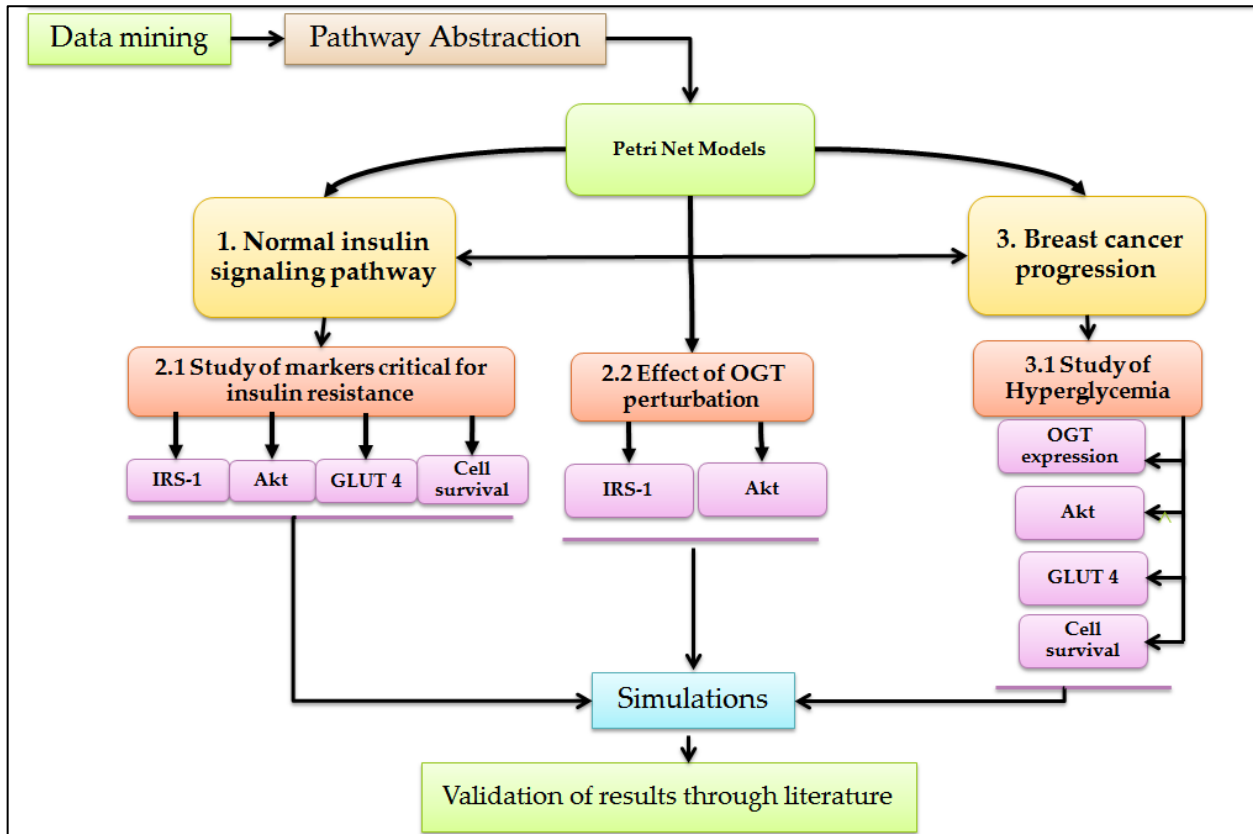 Data mining
Pathway Abstraction
Petri Net Models
1. Normal insulin
signaling pathway
3. Breast cancer
progression
2.1 Study of markers critical for
insulin resistance
2.2 Effect of OGT
perturbation
3.1 Study of
Hyperglycemia
IRS-1
Akt
GLUT 4
Cell
survival
IRS-1
Akt
OGT
expression
Akt
GLUT 4
Cell
survival
Simulations
Validation of results through literature